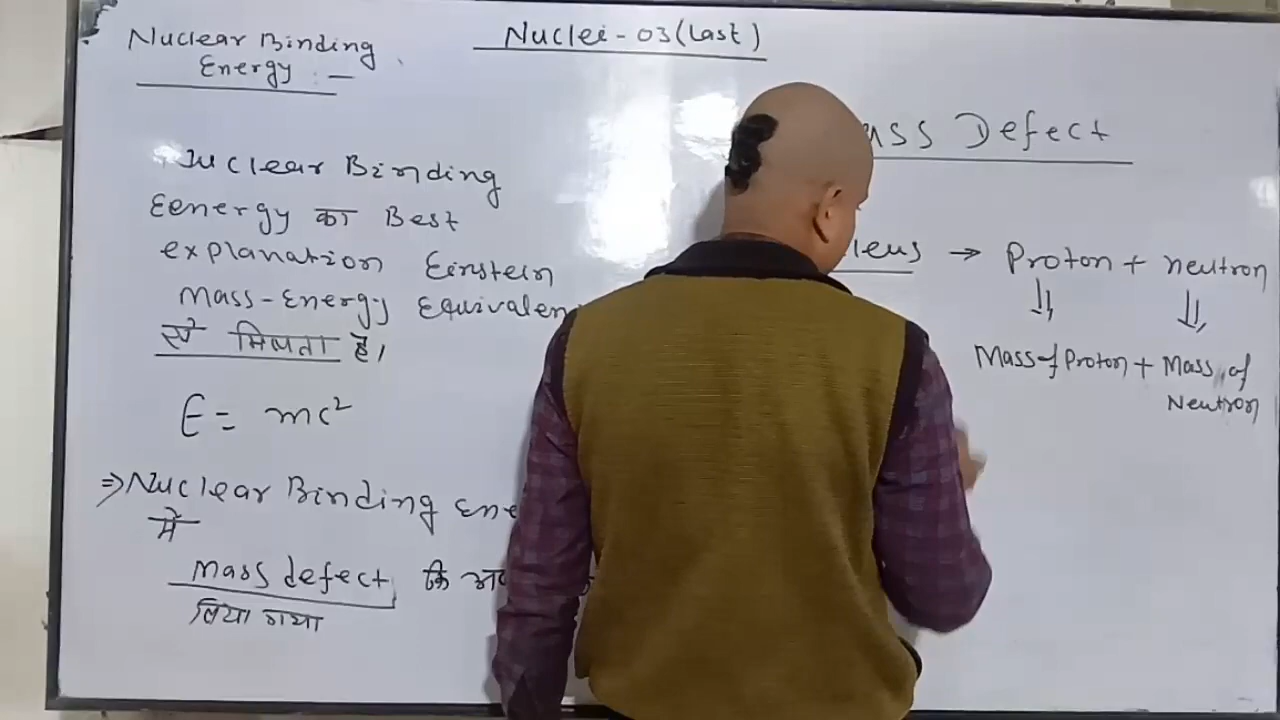 Nuclei-03(Last)
Nuclear Binding
Energy :-
Nuclear Binding
Eenergy का Best
explanation Einstein
Mass-Energy Equivalen
से मिलता है,
E = mc²
⇒ Nuclear Binding Ene
में
mass defect कि
लिया गया
ass Defect
leus → Proton + neutron
⇓ ⇓
Mass of Proton + Mass of
Neutron